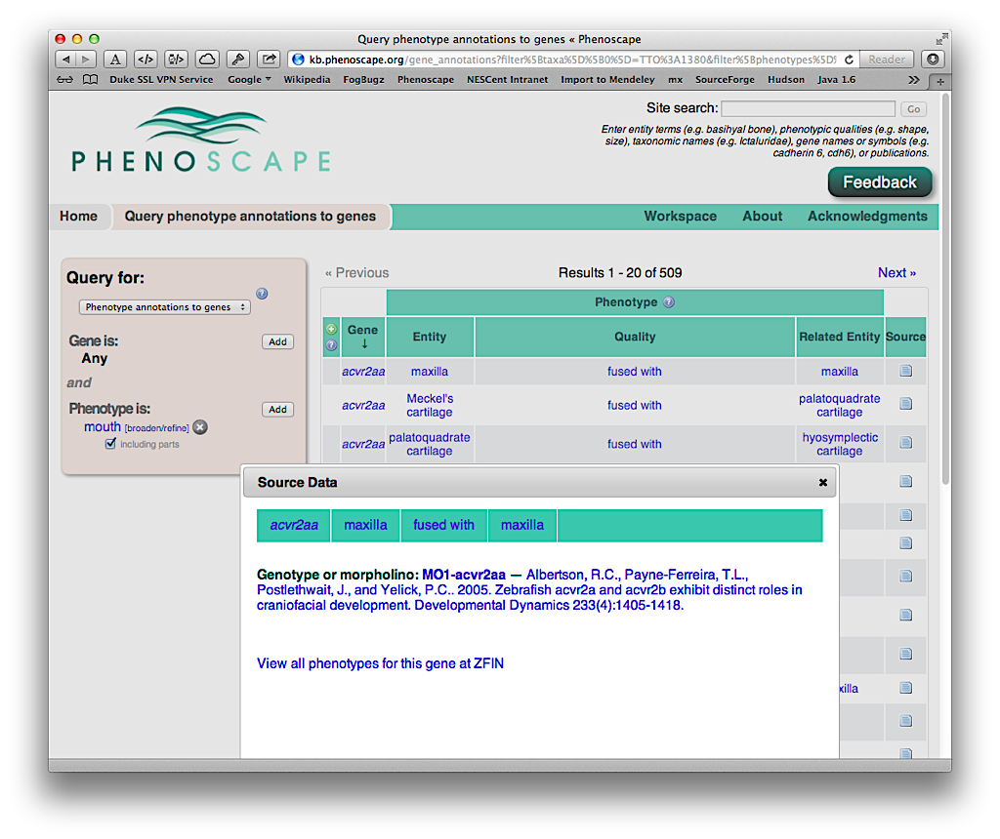 Query phenotype annotations to genes « Phenoscape
A
kb.phenoscape.org/gene_annotations?filter%5Btaxa%5D%5B0%5D=TTO%3A1380&filter%5Bphenotypes%5D%5
Reader
Duke SSL VPN Service Google Wikipedia FogBugz Phenoscape NESCent Intranet Import to Mendeley mx SourceForge Hudson Java 1.6 »
PHENOSCAPE
Site search: Go
Enter entity terms (e.g. basihyal bone), phenotypic qualities (e.g. shape,
size), taxonomic names (e.g. Ictaluridae), gene names or symbols (e.g.
cadherin 6, cdh6), or publications.
Feedback
Home Query phenotype annotations to genes Workspace About Acknowledgments
Query for:
Phenotype annotations to genes
Gene is: Add
Any
and
Phenotype is: Add
mouth [broaden/refine]
including parts
« Previous Results 1 - 20 of 509 Next »
Phenotype ?
Gene ↓ Entity Quality Related Entity Source
acvr2aa maxilla fused with maxilla
acvr2aa Meckel's cartilage fused with palatoquadrate cartilage
acvr2aa palatoquadrate cartilage fused with hyosymplectic cartilage
Source Data
acvr2aa maxilla fused with maxilla
Genotype or morpholino: MO1-acvr2aa — Albertson, R.C., Payne-Ferreira, T.L.,
Postlethwait, J., and Yelick, P.C.. 2005. Zebrafish acvr2a and acvr2b exhibit distinct roles in
craniofacial development. Developmental Dynamics 233(4):1405-1418.
View all phenotypes for this gene at ZFIN
xilla